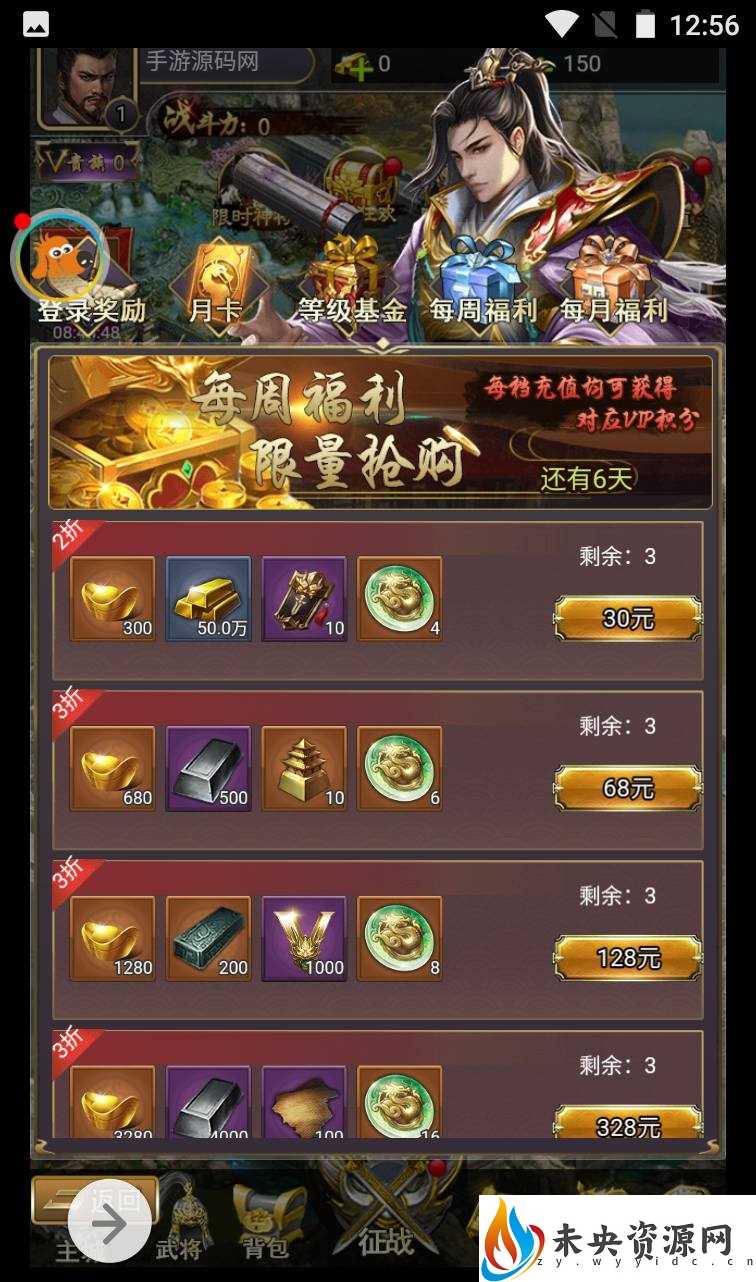 12:56
手游源码网
0
150
1
战斗力：0
V贵族 0
登录奖励
月卡
等级基金
每周福利
每月福利
每周福利
限量抢购
每档充值均可获得
对应VIP积分
还有6天
2折
300
50.0万
10
4
剩余：3
30元
3折
680
500
10
6
剩余：3
68元
3折
1280
200
1000
8
剩余：3
128元
3折
3280
4000
100
16
剩余：3
328元
返回
武将
背包
征战
未央资源网
zy.wyyidc.cn